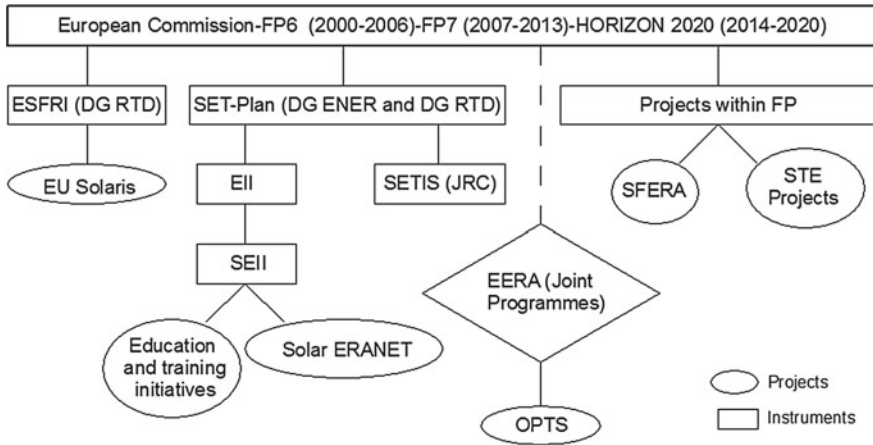 European Commission-FP6 (2000-2006)-FP7 (2007-2013)-HORIZON 2020 (2014-2020)
ESFRI (DG RTD)
SET-Plan (DG ENER and DG RTD)
Projects within FP
EU Solaris
EII
SETIS (JRC)
SFERA
STE
Projects
SEII
EERA (Joint
Programmes)
Education
and training
initiatives
Solar ERANET
OPTS
Projects
Instruments